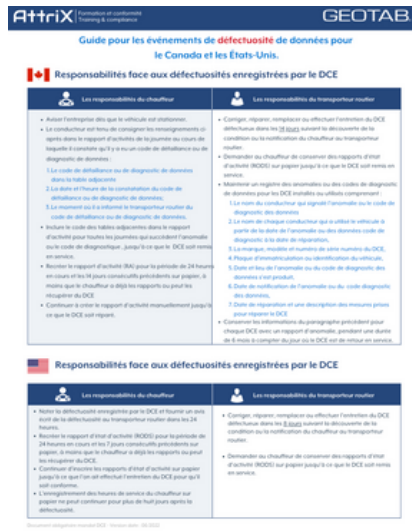 AttriX Formation et conformité
Training & compliance
GEOTAB
Guide pour les événements de défectuosité de données pour
le Canada et les États-Unis.
Responsabilités face aux défectuosités enregistrées par le DCE
Les responsabilités du chauffeur
Aviser l'entreprise dès que le véhicule est stationner.
Le conducteur est tenu de consigner les renseignements ci-
après dans le rapport d'activités de la journée au cours de
laquelle il constate qu'il y a eu un code de défaillance ou de
diagnostic de données :
1.Le code de défaillance ou de diagnostic de données
dans la table adjacente
2.La date et l'heure de la constatation du code de
défaillance ou de diagnostic de données;
3.Le moment où il a informé le transporteur routier du
code de défaillance ou de diagnostic de données.
Inclure le code des tables adjacentes dans le rapport
d'activité pour toutes les journées qui succèdent l'anomalie
ou le code de diagnostique , jusqu'à ce que le DCE soit remis
en service.
Recréer le rapport d'activité (RA) pour la période de 24 heures
en cours et les 14 jours consécutifs précédents sur papier, à
moins que le chauffeur a déjà les rapports ou peut les
récupérer du DCE
Continuer à créer le rapport d'activité manuellement jusqu'à
ce que le DCE soit réparé.
Les responsabilités du transporteur routier
Corriger, réparer, remplacer ou effectuer l'entretien du DCE
défectueux dans les 14 jours suivant la découverte de la
condition ou la notification du chauffeur au transporteur
routier.
Demander au chauffeur de conserver des rapports d'état
d'activité (RODS) sur papier jusqu'à ce que le DCE soit remis en
service.
Maintenir un registre des anomalies ou des codes de diagnostic
de données pour les DCE installés ou utilisés comprenant :
1.Le nom du conducteur qui signalé l'anomalie ou le code de
diagnostic des données
2.Le nom de chaque conducteur qui a utilisé le véhicule à
partir de la date de l'anomalie ou des données code de
diagnostic à la date de réparation.
3.La marque, modèle et numéro de série numéro du DCE,
4.Plaque d'immatriculation ou identification du véhicule,
5.Date et lieu de l'anomalie ou du code de diagnostic des
données s'est produit,
6.Date de notification de l'anomalie ou du code diagnostic
des données,
7.Date de réparation et une description des mesures prises
pour réparer le DCE
Conserver les informations du paragraphe précédent pour
chaque DCE avec un rapport d'anomalie, pendant une durée
de 6 mois à compter du jour où le DCE est de retour en service.
Responsabilités face aux défectuosités enregistrées par le DCE
Les responsabilités du chauffeur
Noter la défectuosité enregistrée par le DCE et fournir un avis
écrit de la défectuosité au transporteur routier dans les 24
heures.
Recréer le rapport d'état d'activité (RODS) pour la période de
24 heures en cours et les 7 jours consécutifs précédents sur
papier, à moins que le chauffeur a déjà les rapports ou peut
les récupérer du DCE.
Continuer d'inscrire les rapports d'état d'activité sur papier
jusqu'à ce que l'on ait effectué l'entretien du DCE pour qu'il
soit conforme.
L'enregistrement des heures de service du chauffeur sur
papier ne peut continuer pour plus de huit jours après la
défectuosité.
Les responsabilités du transporteur routier
Corriger, réparer, remplacer ou effectuer l'entretien du DCE
défectueux dans les 8 jours suivant la découverte de la
condition ou la notification du chauffeur au transporteur
routier.
Demander au chauffeur de conserver des rapports d'état
d'activité (RODS) sur papier jusqu'à ce que le DCE soit remis
en service.